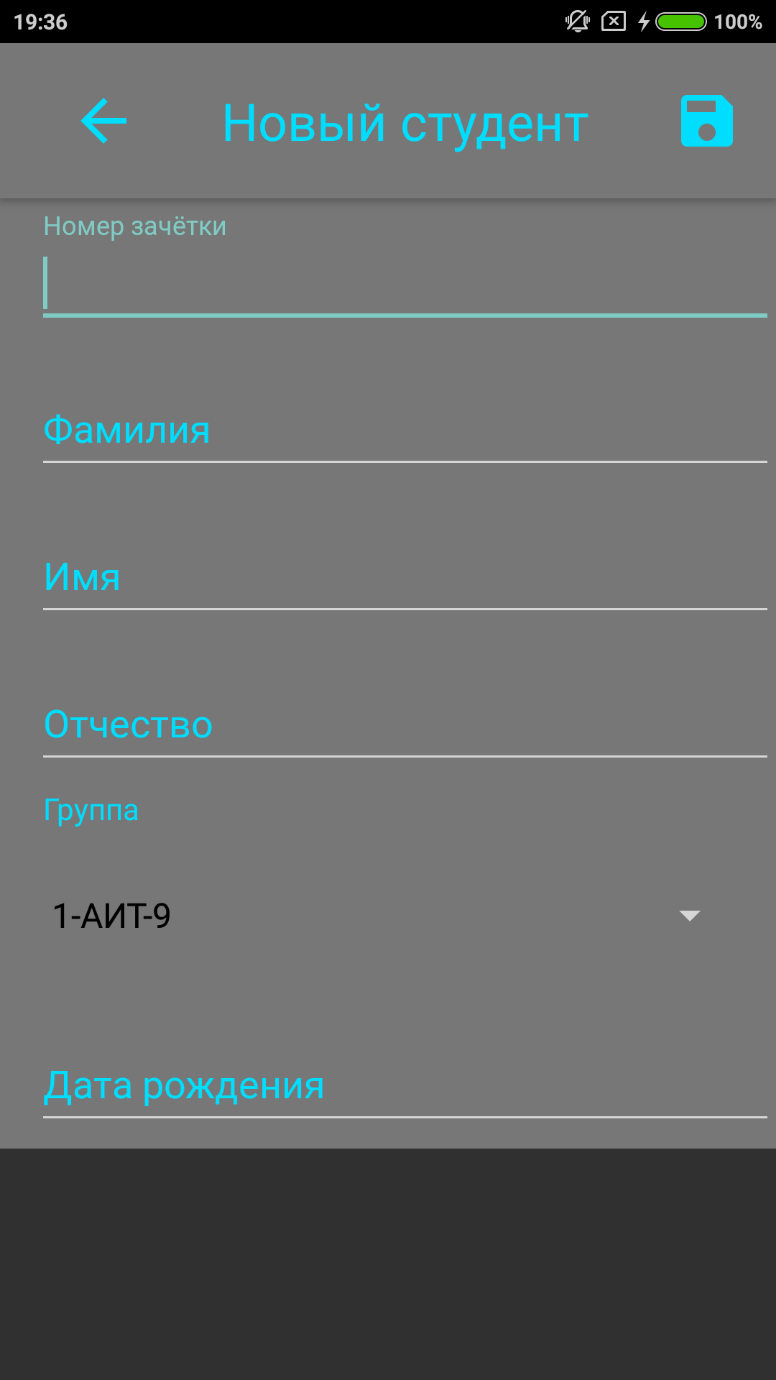 19:36 100%
Новый студент
Номер зачётки
Фамилия
Имя
Отчество
Группа
1-АИТ-9
Дата рождения